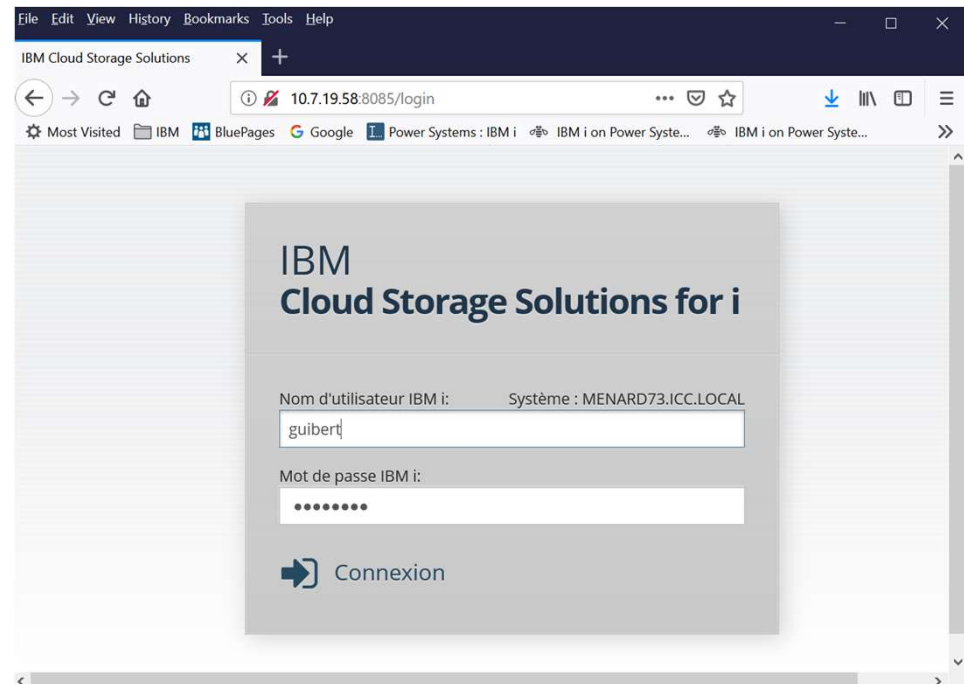 File Edit View History Bookmarks Tools Help
IBM Cloud Storage Solutions
10.7.19.58:8085/login
Most Visited IBM BluePages Google Power Systems : IBM i IBM i on Power Syste... IBM i on Power Syste...
IBM
Cloud Storage Solutions for i
Nom d'utilisateur IBM i: Système : MENARD73.ICC.LOCAL
guibert
Mot de passe IBM i:
Connexion